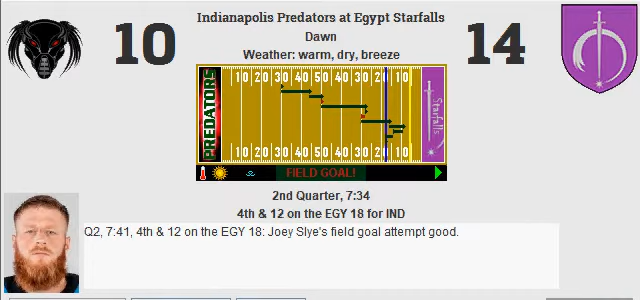 Indianapolis Predators at Egypt Starfalls
10
Dawn
14
Weather: warm, dry, breeze
PREDATORS
10 20 30 40 50 40 30 20 10
Starfalls
10 20 30 40 50 40 30 20 10
FIELD GOAL!
2nd Quarter, 7:34
4th & 12 on the EGY 18 for IND
Q2, 7:41, 4th & 12 on the EGY 18: Joey Slye's field goal attempt good.